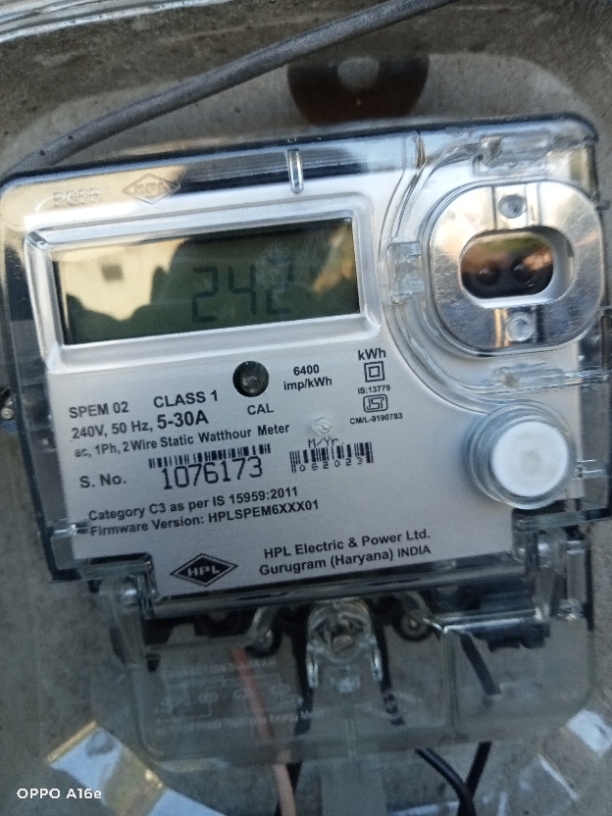 HPL
242
6400
imp/kWh
kWh
IS:13779
CM/L-9190783
SPEM 02 CLASS 1
CAL
240V, 50 Hz, 5-30A
ac, 1Ph, 2 Wire Static Watthour Meter
M/Yr.
S. No. 1076173
062023
Category C3 as per IS 15959:2011
Firmware Version: HPLSPEM6XXX01
HPL
HPL Electric & Power Ltd.
Gurugram (Haryana) INDIA
OPPO A16e